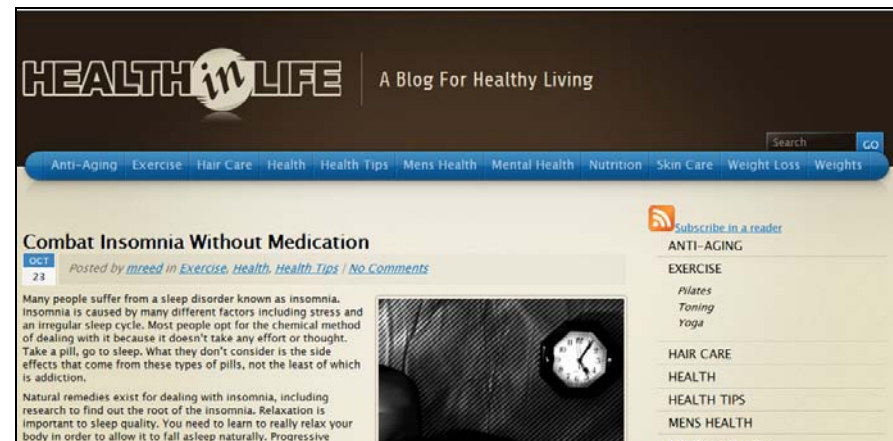 HEALTH in LIFE
A Blog For Healthy Living
Search GO
Anti-Aging Exercise Hair Care Health Health Tips Mens Health Mental Health Nutrition Skin Care Weight Loss Weights
Combat Insomnia Without Medication
OCT
23
Posted by mreed in Exercise, Health, Health Tips | No Comments
Many people suffer from a sleep disorder known as insomnia.
Insomnia is caused by many different factors including stress and
an irregular sleep cycle. Most people opt for the chemical method
of dealing with it because it doesn't take any effort or thought.
Take a pill, go to sleep. What they don't consider is the side
effects that come from these types of pills, not the least of which
is addiction.
Natural remedies exist for dealing with insomnia, including
research to find out the root of the insomnia. Relaxation is
important to sleep quality. You need to learn to really relax your
body in order to allow it to fall asleep naturally. Progressive
Subscribe in a reader
ANTI-AGING
EXERCISE
Pilates
Toning
Yoga
HAIR CARE
HEALTH
HEALTH TIPS
MENS HEALTH